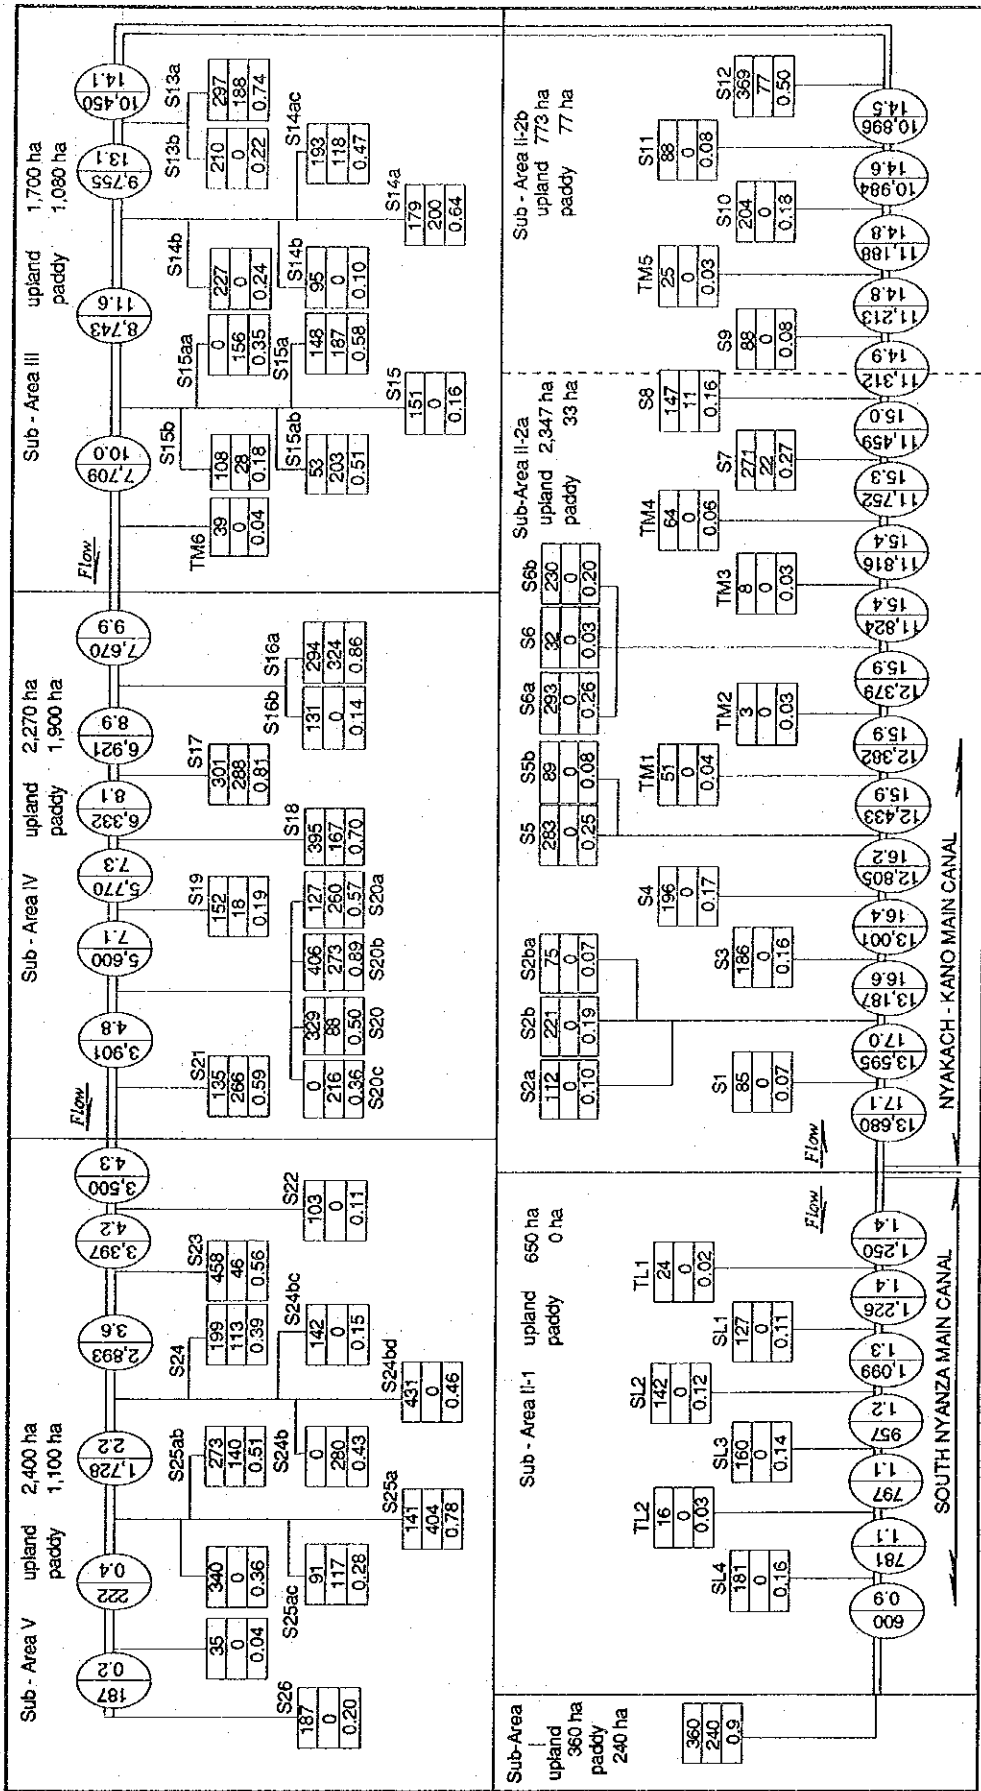 Sub - Area V
upland 2,400 ha
paddy 1,100 ha
187
0.2
222
0.4
1,728
2.2
2,893
3.6
3,397
4.2
3,500
4.3
S26
187
0
0.20
35
0
0.04
340
0
0.36
S25ac
91
117
0.28
S25ab
273
140
0.51
S25a
141
404
0.78
S24
199
113
0.39
S24b
0
280
0.43
S24bc
142
0
0.15
S24bd
431
0
0.46
S23
458
46
0.56
S22
103
0
0.11
Sub - Area IV
upland 2,270 ha
paddy 1,900 ha
Flow
3,901
4.8
5,600
7.1
5,770
7.3
6,332
8.1
6,921
8.9
7,670
9.9
S21
135
266
0.59
0
216
0.36
S20c
329
88
0.50
S20
406
273
0.89
S20b
127
260
0.57
S20a
S19
152
18
0.19
S18
395
167
0.70
S17
301
288
0.81
S16b
131
0
0.14
S16a
294
324
0.86
Sub - Area III
upland 1,700 ha
paddy 1,080 ha
Flow
7,709
10.0
8,743
11.6
9,755
13.1
10,450
14.1
TM6
39
0
0.04
S15b
108
28
0.18
S15ab
53
203
0.51
S15aa
0
156
0.35
S15a
148
187
0.58
S15
151
0
0.16
S14b
227
0
0.24
S14b
95
0
0.10
S14ac
193
118
0.47
S14a
179
200
0.64
S13b
210
0
0.22
S13a
297
188
0.74
Sub-Area
I
upland
360 ha
paddy
240 ha
360
240
0.9
Sub - Area II-1
upland 650 ha
paddy 0 ha
SL4
181
0
0.16
TL2
16
0
0.03
SL3
160
0
0.14
SL2
142
0
0.12
SL1
127
0
0.11
TL1
24
0
0.02
600
0.9
781
1.1
797
1.1
957
1.2
1,099
1.3
1,226
1.4
1,250
1.4
Flow
SOUTH NYANZA MAIN CANAL
Sub-Area II-2a
upland 2,347 ha
paddy 33 ha
Flow
S1
85
0
0.07
S2a
112
0
0.10
S2b
221
0
0.19
S2ba
75
0
0.07
S3
186
0
0.16
S4
196
0
0.17
S5
283
0
0.25
S5b
89
0
0.08
TM1
51
0
0.04
TM2
3
0
0.03
S6a
293
0
0.26
S6
32
0
0.03
S6b
230
0
0.20
TM3
8
0
0.03
TM4
64
0
0.06
S7
271
22
0.27
S8
147
11
0.16
13,680
17.1
13,595
17.0
13,187
16.6
13,001
16.4
12,805
16.2
12,433
15.9
12,382
15.9
12,379
15.9
11,824
15.4
11,816
15.4
11,752
15.3
11,459
15.0
11,312
14.9
NYAKACH - KANO MAIN CANAL
Sub - Area II-2b
upland 773 ha
paddy 77 ha
S9
88
0
0.08
TM5
25
0
0.03
S10
204
0
0.18
S11
88
0
0.08
S12
369
77
0.50
11,213
14.8
11,188
14.8
10,984
14.6
10,896
14.5